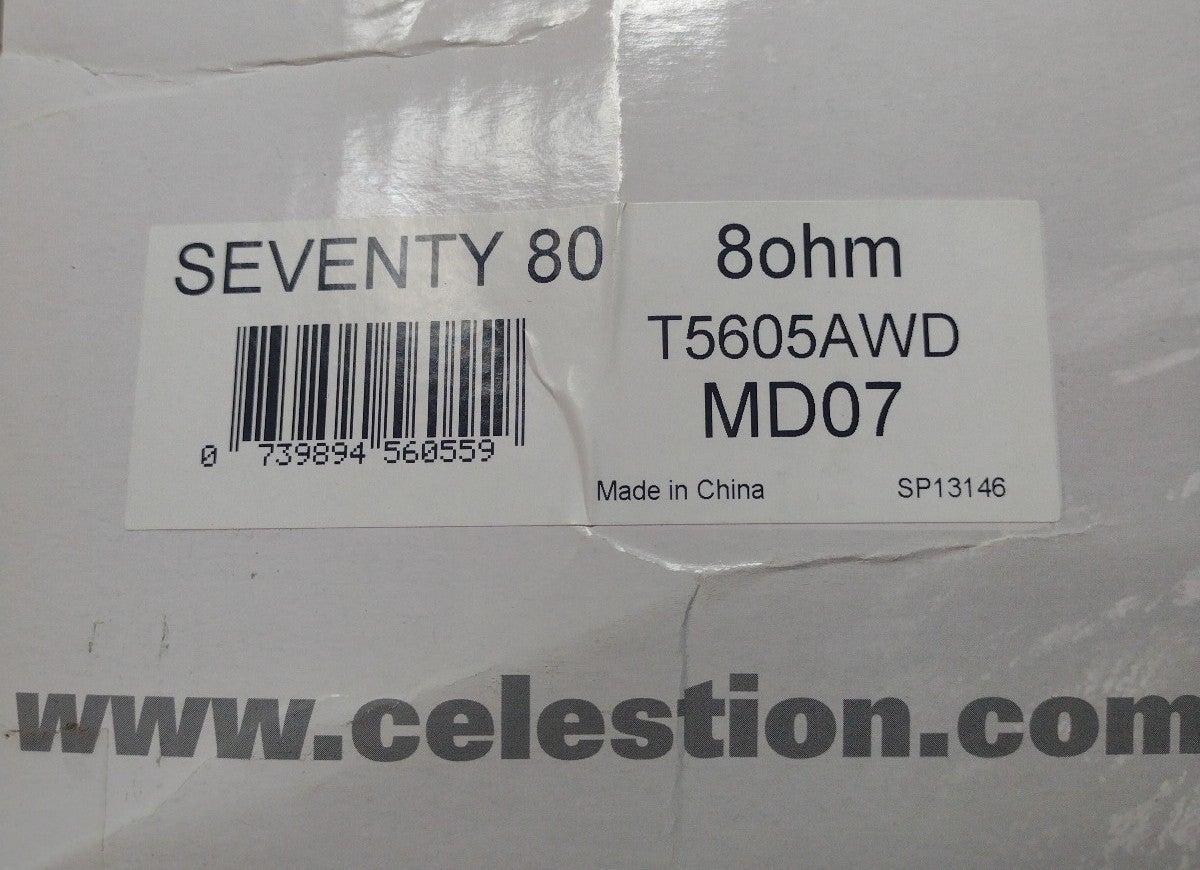 SEVENTY 80
8ohm
T5605AWD
MD07
0 739894 560559
Made in China
SP13146
www.celestion.com